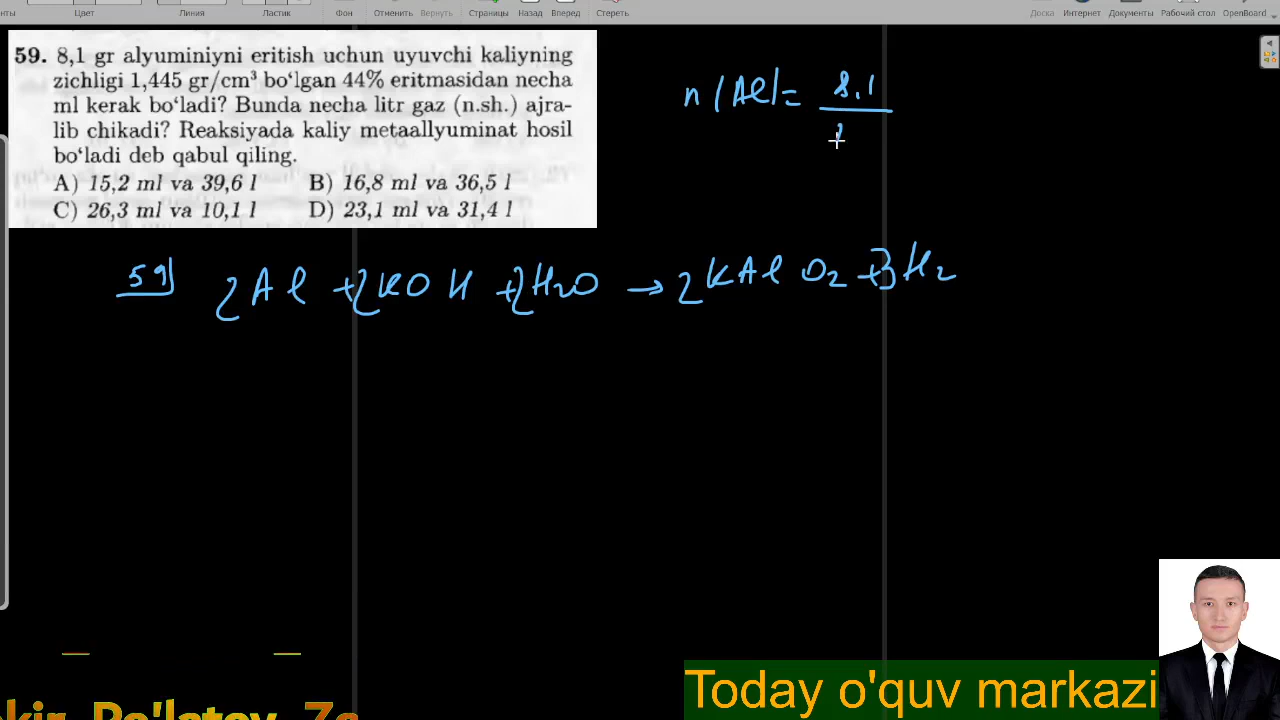 Цвет Линия Ластик Фон Отменить Вернуть Страницы Назад Вперед Стереть Доска Интернет Документы Рабочий стол OpenBoard
59. 8,1 gr alyuminiyni eritish uchun uyuvchi kaliyning
zichligi 1,445 gr/cm³ bo‘lgan 44% eritmasidan necha
ml kerak bo‘ladi? Bunda necha litr gaz (n.sh.) ajra-
lib chikadi? Reaksiyada kaliy metaallyuminat hosil
bo‘ladi deb qabul qiling.
A) 15,2 ml va 39,6 l B) 16,8 ml va 36,5 l
C) 26,3 ml va 10,1 l D) 23,1 ml va 31,4 l
n(Al)= 8,1
59) 2Al + 2KOH + 2H₂O → 2KAlO₂ + 3H₂
Today o'quv markazi